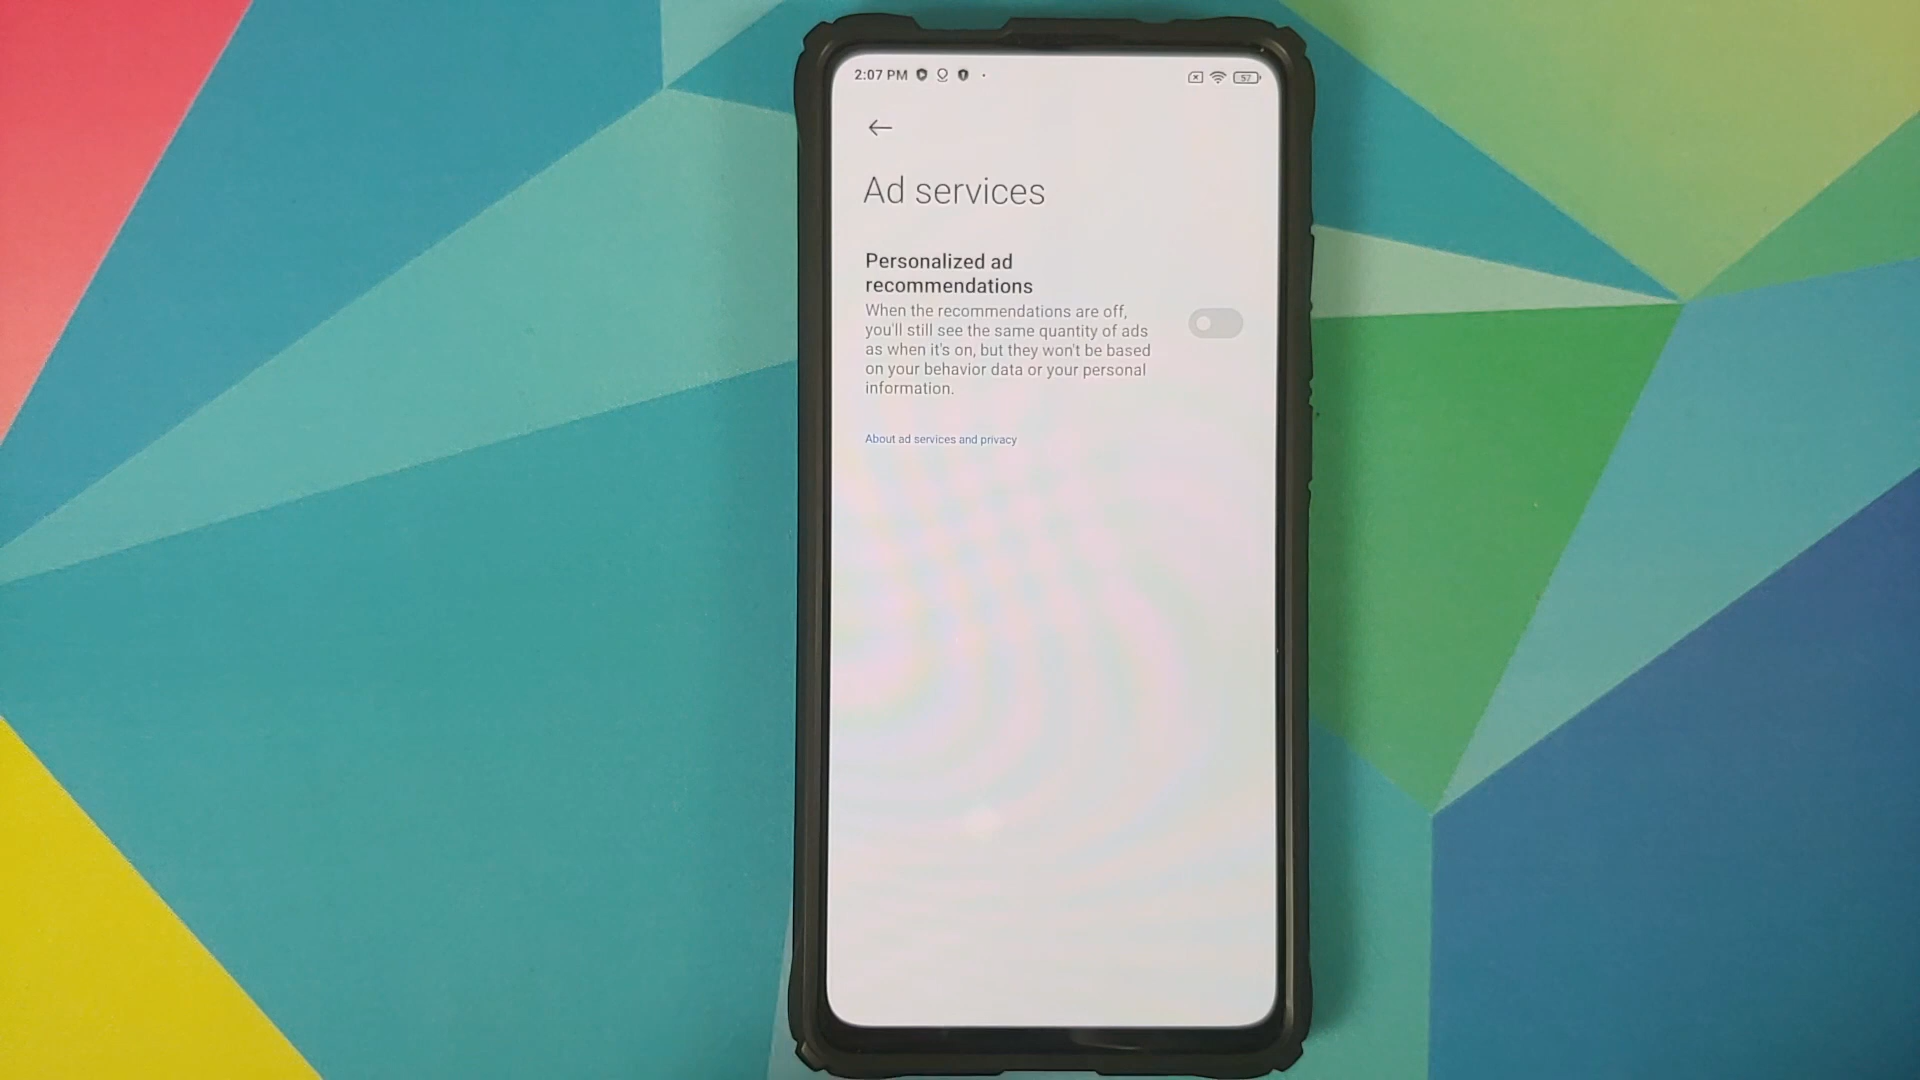 2:07 PM
57
Ad services
Personalized ad
recommendations
When the recommendations are off,
you'll still see the same quantity of ads
as when it's on, but they won't be based
on your behavior data or your personal
information.
About ad services and privacy